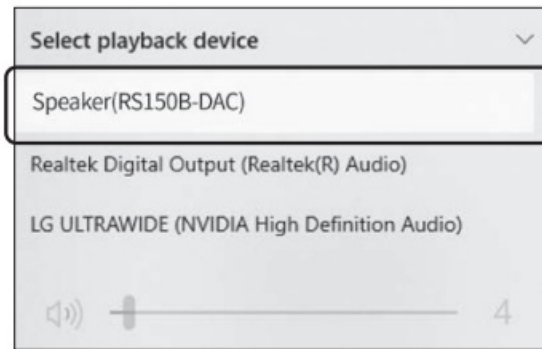 Select playback device
Speaker(RS150B-DAC)
Realtek Digital Output (Realtek(R) Audio)
LG ULTRAWIDE (NVIDIA High Definition Audio)
4